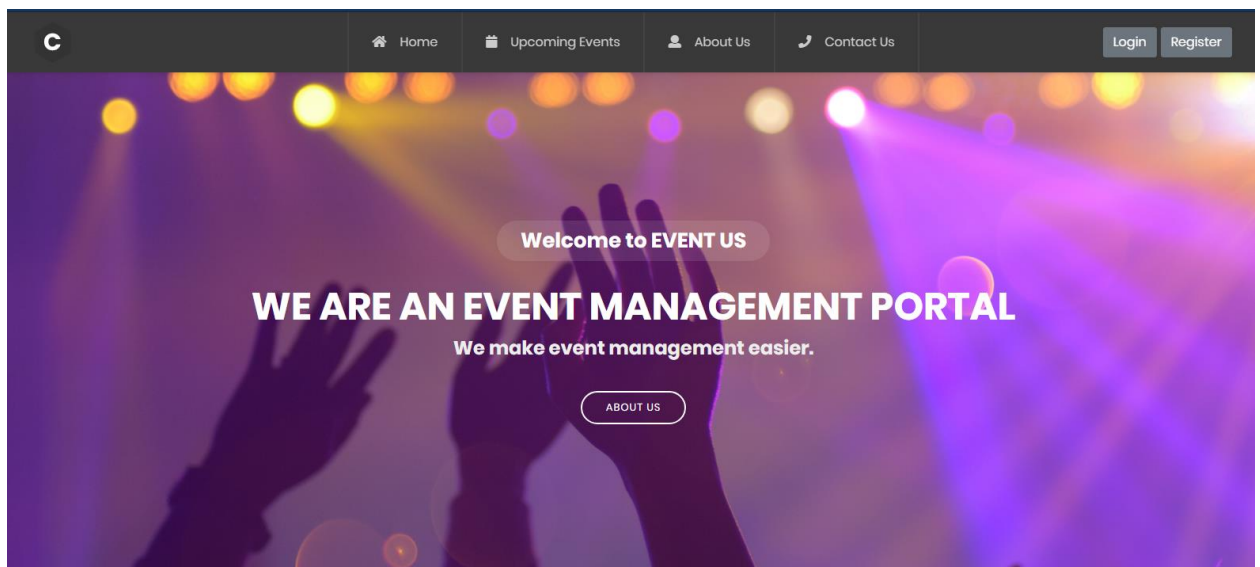 C
Home
Upcoming Events
About Us
Contact Us
Login
Register
Welcome to EVENT US
WE ARE AN EVENT MANAGEMENT PORTAL
We make event management easier.
ABOUT US